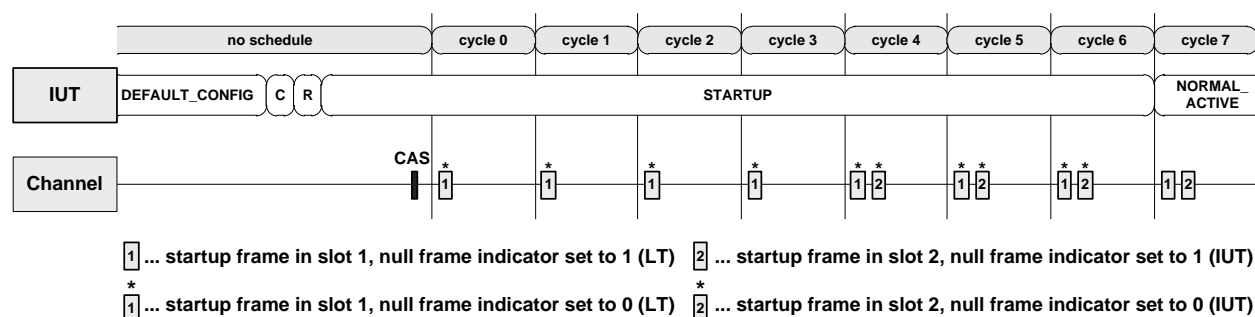 no schedule cycle 0 cycle 1 cycle 2 cycle 3 cycle 4 cycle 5 cycle 6 cycle 7
IUT DEFAULT_CONFIG C R STARTUP NORMAL_
ACTIVE
CAS * * * * * * * * * *
Channel 1 1 1 1 1 2 1 2 1 2 1 2
1 ... startup frame in slot 1, null frame indicator set to 1 (LT) 2 ... startup frame in slot 2, null frame indicator set to 1 (IUT)
* *
1 ... startup frame in slot 1, null frame indicator set to 0 (LT) 2 ... startup frame in slot 2, null frame indicator set to 0 (IUT)